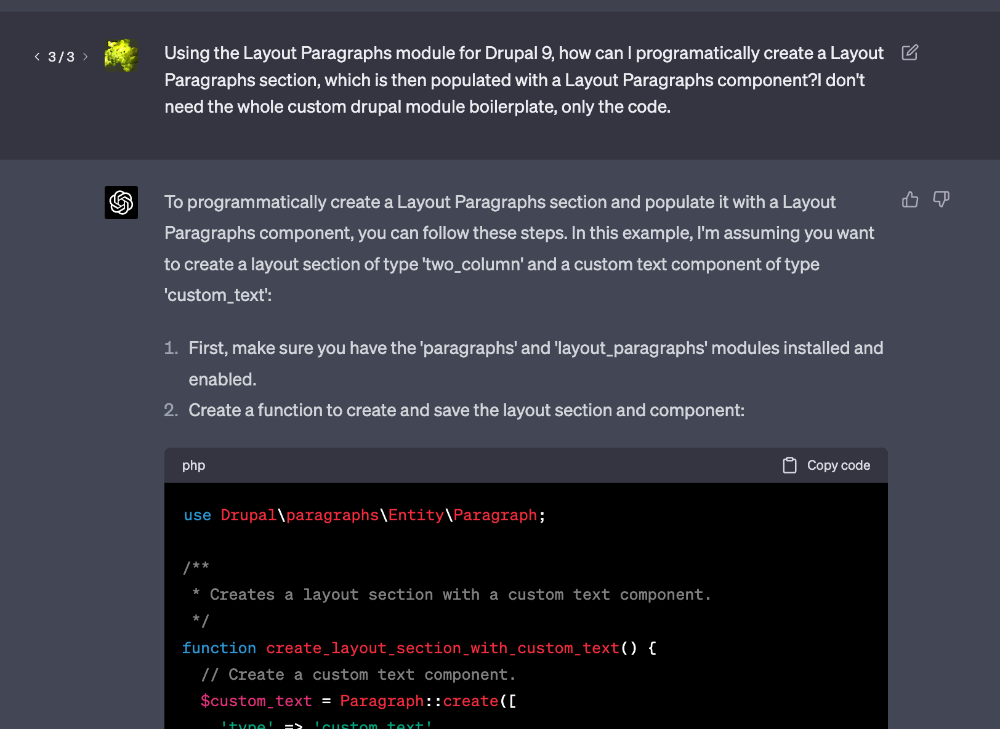 < 3/3 >
Using the Layout Paragraphs module for Drupal 9, how can I programatically create a Layout
Paragraphs section, which is then populated with a Layout Paragraphs component?I don't
need the whole custom drupal module boilerplate, only the code.
To programmatically create a Layout Paragraphs section and populate it with a Layout
Paragraphs component, you can follow these steps. In this example, I'm assuming you want
to create a layout section of type 'two_column' and a custom text component of type
'custom_text':
1. First, make sure you have the 'paragraphs' and 'layout_paragraphs' modules installed and
enabled.
2. Create a function to create and save the layout section and component:
php
Copy code
use Drupal\paragraphs\Entity\Paragraph;
/**
 * Creates a layout section with a custom text component.
 */
function create_layout_section_with_custom_text() {
  // Create a custom text component.
  $custom_text = Paragraph::create([
    'type' => 'custom_text'